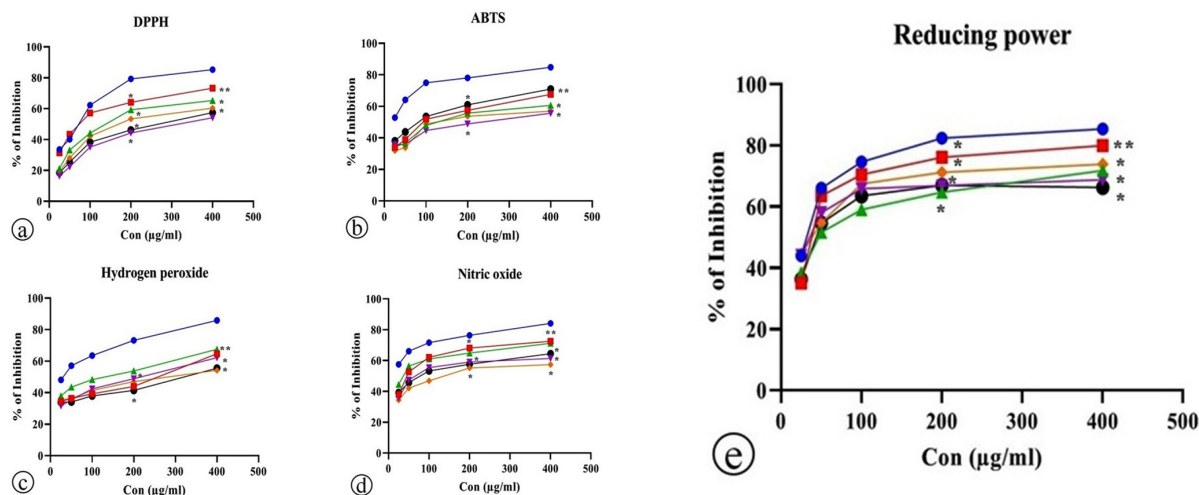 DPPH
% of Inhibition
100
80
60
40
20
0
0 100 200 300 400 500
Con (µg/ml)
* ** * * * * *
a
ABTS
% of Inhibition
100
80
60
40
20
0
0 100 200 300 400 500
Con (µg/ml)
* ** * * *
b
Hydrogen peroxide
% of Inhibition
100
80
60
40
20
0
0 100 200 300 400 500
Con (µg/ml)
** * * * *
c
Nitric oxide
% of Inhibition
100
80
60
40
20
0
0 100 200 300 400 500
Con (µg/ml)
* ** * * * * *
d
Reducing power
% of Inhibition
100
80
60
40
20
0
0 100 200 300 400 500
Con (µg/ml)
* ** * * * * * *
e